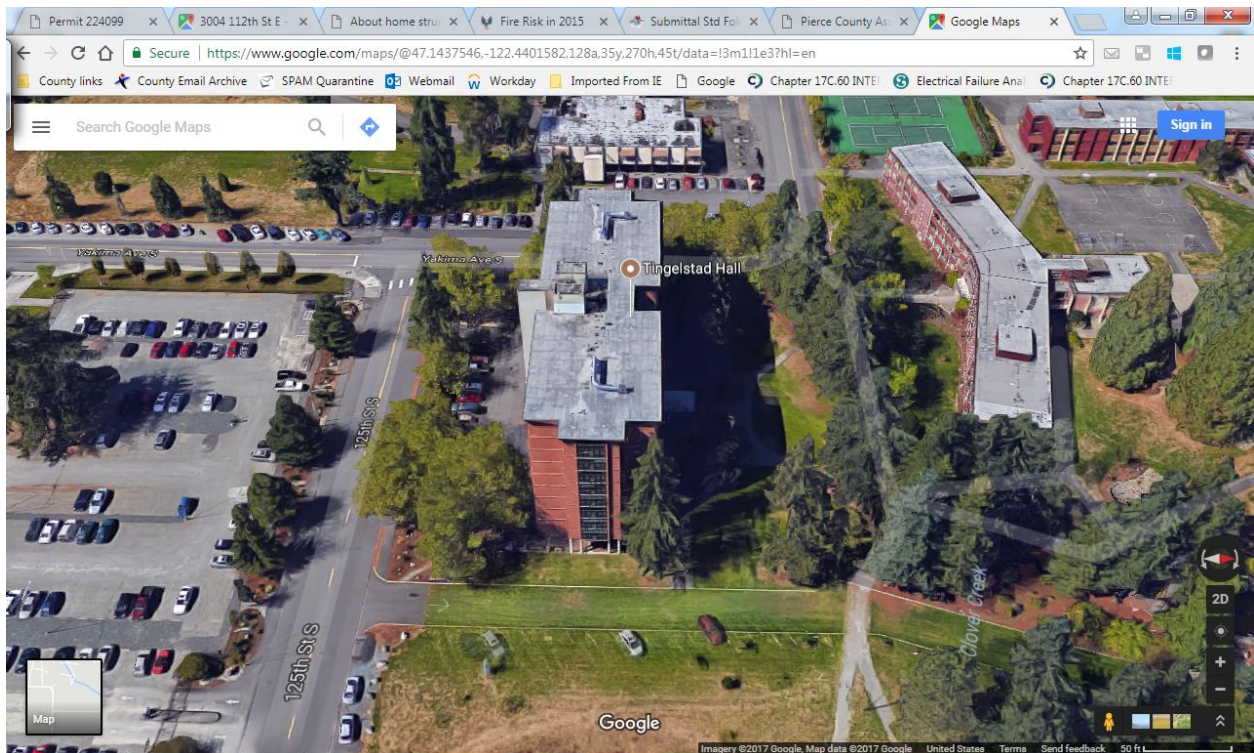 Permit 224099
3004 112th St E -
About home stru
Fire Risk in 2015
Submittal Std Fol
Pierce County As
Google Maps
Secure | https://www.google.com/maps/@47.1437546,-122.4401582,128a,35y,270h,45t/data=!3m1!1e3?hl=en
County links County Email Archive SPAM Quarantine Webmail Workday Imported From IE Google Chapter 17C.60 INTE Electrical Failure Ana Chapter 17C.60 INTE
Search Google Maps
Sign in
Yakima Ave S
Yakima Ave S
Tingelstad Hall
125th St S
125th St S
Clover Creek
2D
Map
Google
Imagery ©2017 Google, Map data ©2017 Google United States Terms Send feedback 50 ft